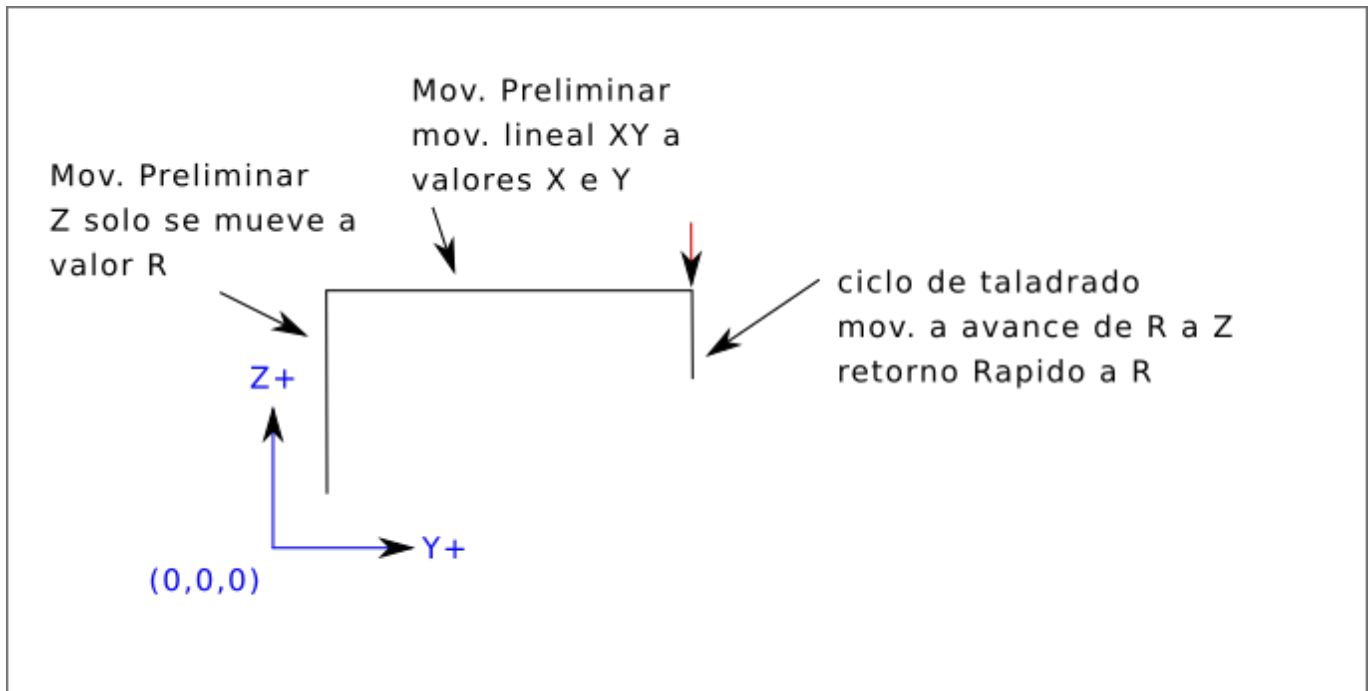 Mov. Preliminar
mov. lineal XY a
valores X e Y
Mov. Preliminar
Z solo se mueve a
valor R
ciclo de taladrado
mov. a avance de R a Z
retorno Rapido a R
Z+
Y+
(0,0,0)